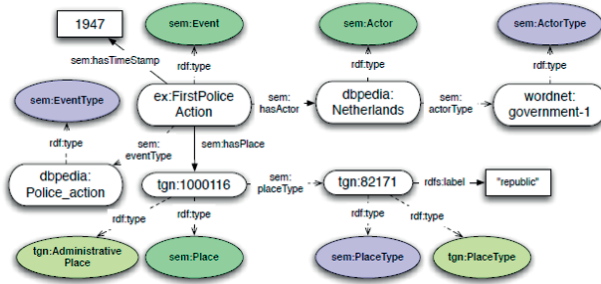 1947
sem:Event
sem:Actor
sem:ActorType
sem:hasTimeStamp
rdf:type
rdf:type
rdf:type
sem:EventType
ex:FirstPolice
Action
sem:
hasActor
dbpedia:
Netherlands
sem:
actorType
wordnet:
government-1
rdf:type
sem:
eventType
sem:hasPlace
dbpedia:
Police_action
tgn:1000116
sem:
placeType
tgn:82171
rdfs:label
"republic"
rdf:type
rdf:type
rdf:type
rdf:type
tgn:Administrative
Place
sem:Place
sem:PlaceType
tgn:PlaceType